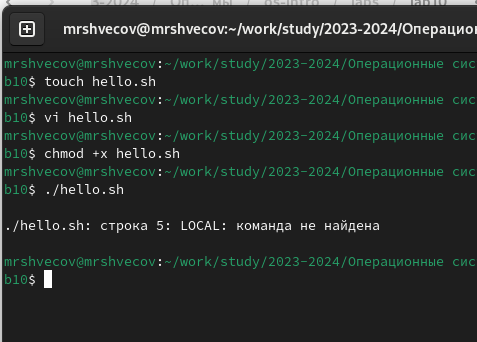 mrshvecov@mrshvecov:~/work/study/2023-2024/Операцион
mrshvecov@mrshvecov:~/work/study/2023-2024/Операционные сис
b10$ touch hello.sh
mrshvecov@mrshvecov:~/work/study/2023-2024/Операционные сис
b10$ vi hello.sh
mrshvecov@mrshvecov:~/work/study/2023-2024/Операционные сис
b10$ chmod +x hello.sh
mrshvecov@mrshvecov:~/work/study/2023-2024/Операционные сис
b10$ ./hello.sh
./hello.sh: строка 5: LOCAL: команда не найдена
mrshvecov@mrshvecov:~/work/study/2023-2024/Операционные сис
b10$